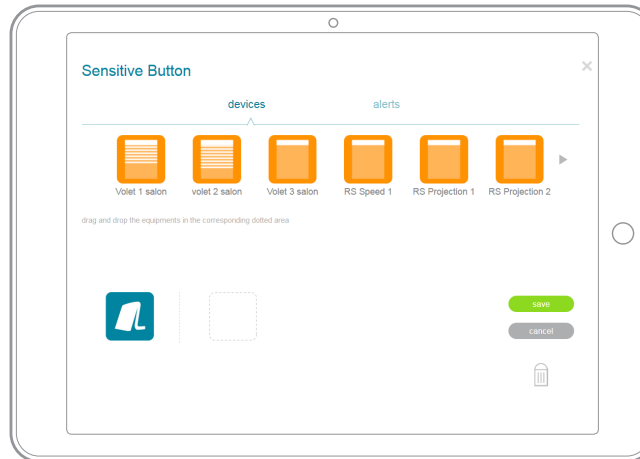 Sensitive Button
devices
alerts
Volet 1 salon
volet 2 salon
Volet 3 salon
RS Speed 1
RS Projection 1
RS Projection 2
drag and drop the equipments in the corresponding dotted area
save
cancel